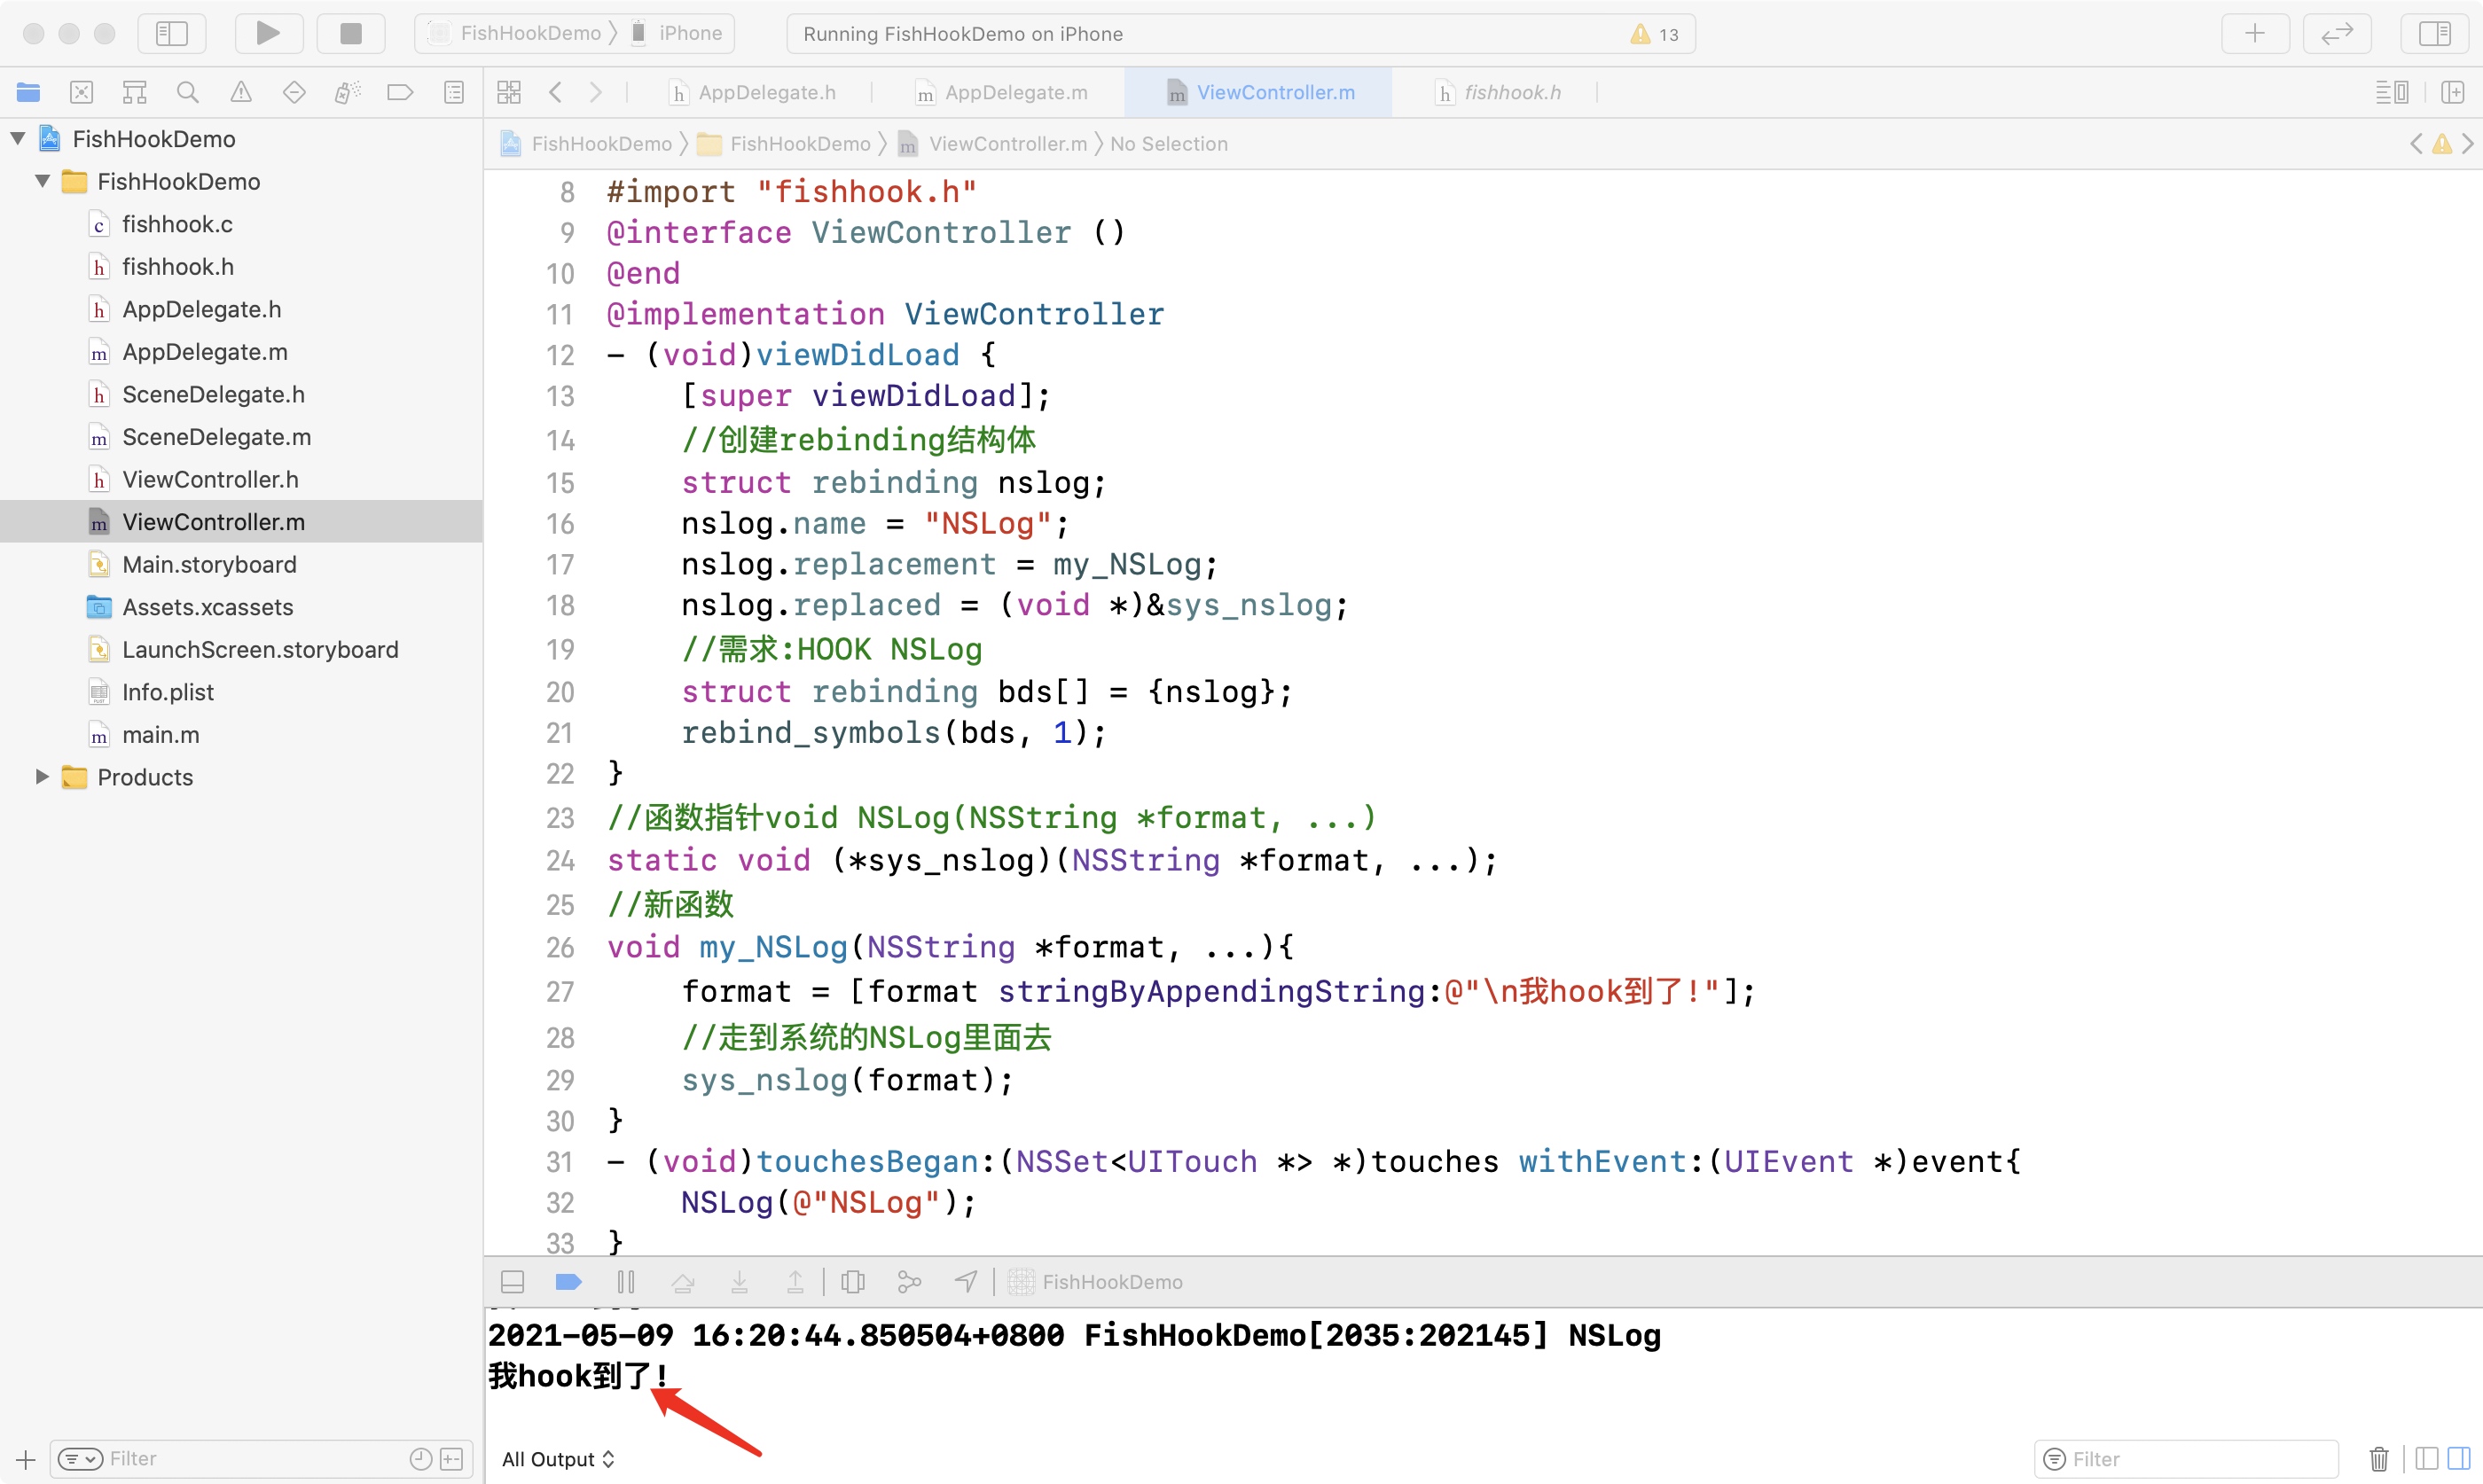 FishHookDemo 〉 iPhone
Running FishHookDemo on iPhone
13
AppDelegate.h
AppDelegate.m
ViewController.m
fishhook.h
FishHookDemo 〉 FishHookDemo 〉 ViewController.m 〉 No Selection
FishHookDemo
FishHookDemo
fishhook.c
fishhook.h
AppDelegate.h
AppDelegate.m
SceneDelegate.h
SceneDelegate.m
ViewController.h
ViewController.m
Main.storyboard
Assets.xcassets
LaunchScreen.storyboard
Info.plist
main.m
Products
Filter
8 #import "fishhook.h"
9 @interface ViewController ()
10 @end
11 @implementation ViewController
12 - (void)viewDidLoad {
13 [super viewDidLoad];
14 //创建rebinding结构体
15 struct rebinding nslog;
16 nslog.name = "NSLog";
17 nslog.replacement = my_NSLog;
18 nslog.replaced = (void *)&sys_nslog;
19 //需求:HOOK NSLog
20 struct rebinding bds[] = {nslog};
21 rebind_symbols(bds, 1);
22 }
23 //函数指针void NSLog(NSString *format, ...)
24 static void (*sys_nslog)(NSString *format, ...);
25 //新函数
26 void my_NSLog(NSString *format, ...){
27 format = [format stringByAppendingString:@"\n我hook到了!"];
28 //走到系统的NSLog里面去
29 sys_nslog(format);
30 }
31 - (void)touchesBegan:(NSSet<UITouch *> *)touches withEvent:(UIEvent *)event{
32 NSLog(@"NSLog");
33 }
FishHookDemo
2021-05-09 16:20:44.850504+0800 FishHookDemo[2035:202145] NSLog
我hook到了!
All Output
Filter